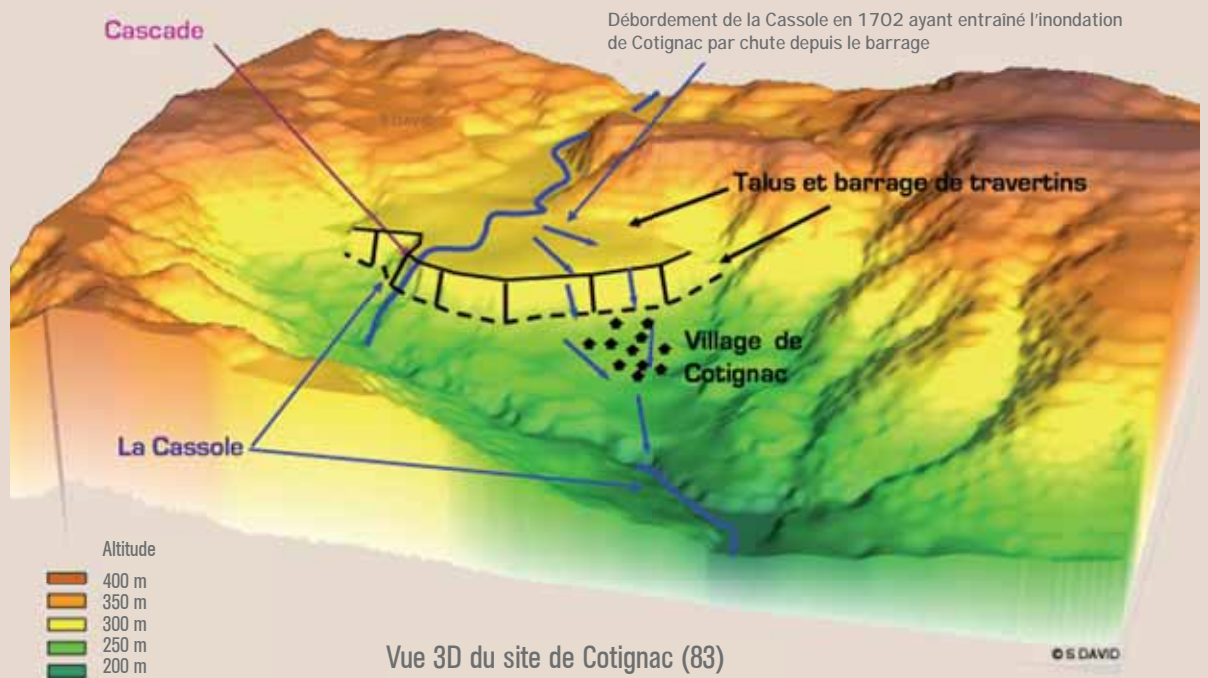 Cascade
Débordement de la Cassole en 1702 ayant entraîné l'inondation
de Cotignac par chute depuis le barrage
Talus et barrage de travertins
Village de
Cotignac
La Cassole
Altitude
400 m
350 m
300 m
250 m
200 m
Vue 3D du site de Cotignac (83)
© S DAVID